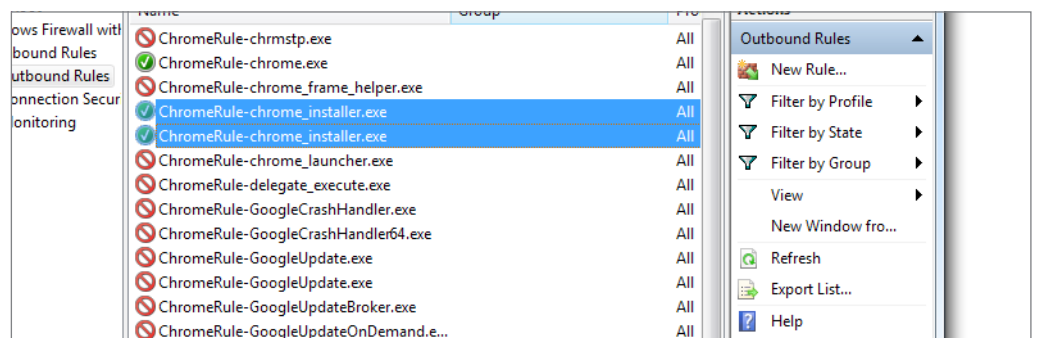 Name Group Pro
ows Firewall with
bound Rules
utbound Rules
onnection Secur
onitoring
ChromeRule-chrmstp.exe All
ChromeRule-chrome.exe All
ChromeRule-chrome_frame_helper.exe All
ChromeRule-chrome_installer.exe All
ChromeRule-chrome_installer.exe All
ChromeRule-chrome_launcher.exe All
ChromeRule-delegate_execute.exe All
ChromeRule-GoogleCrashHandler.exe All
ChromeRule-GoogleCrashHandler64.exe All
ChromeRule-GoogleUpdate.exe All
ChromeRule-GoogleUpdate.exe All
ChromeRule-GoogleUpdateBroker.exe All
ChromeRule-GoogleUpdateOnDemand.e... All
Actions
Outbound Rules
New Rule...
Filter by Profile
Filter by State
Filter by Group
View
New Window fro...
Refresh
Export List...
Help